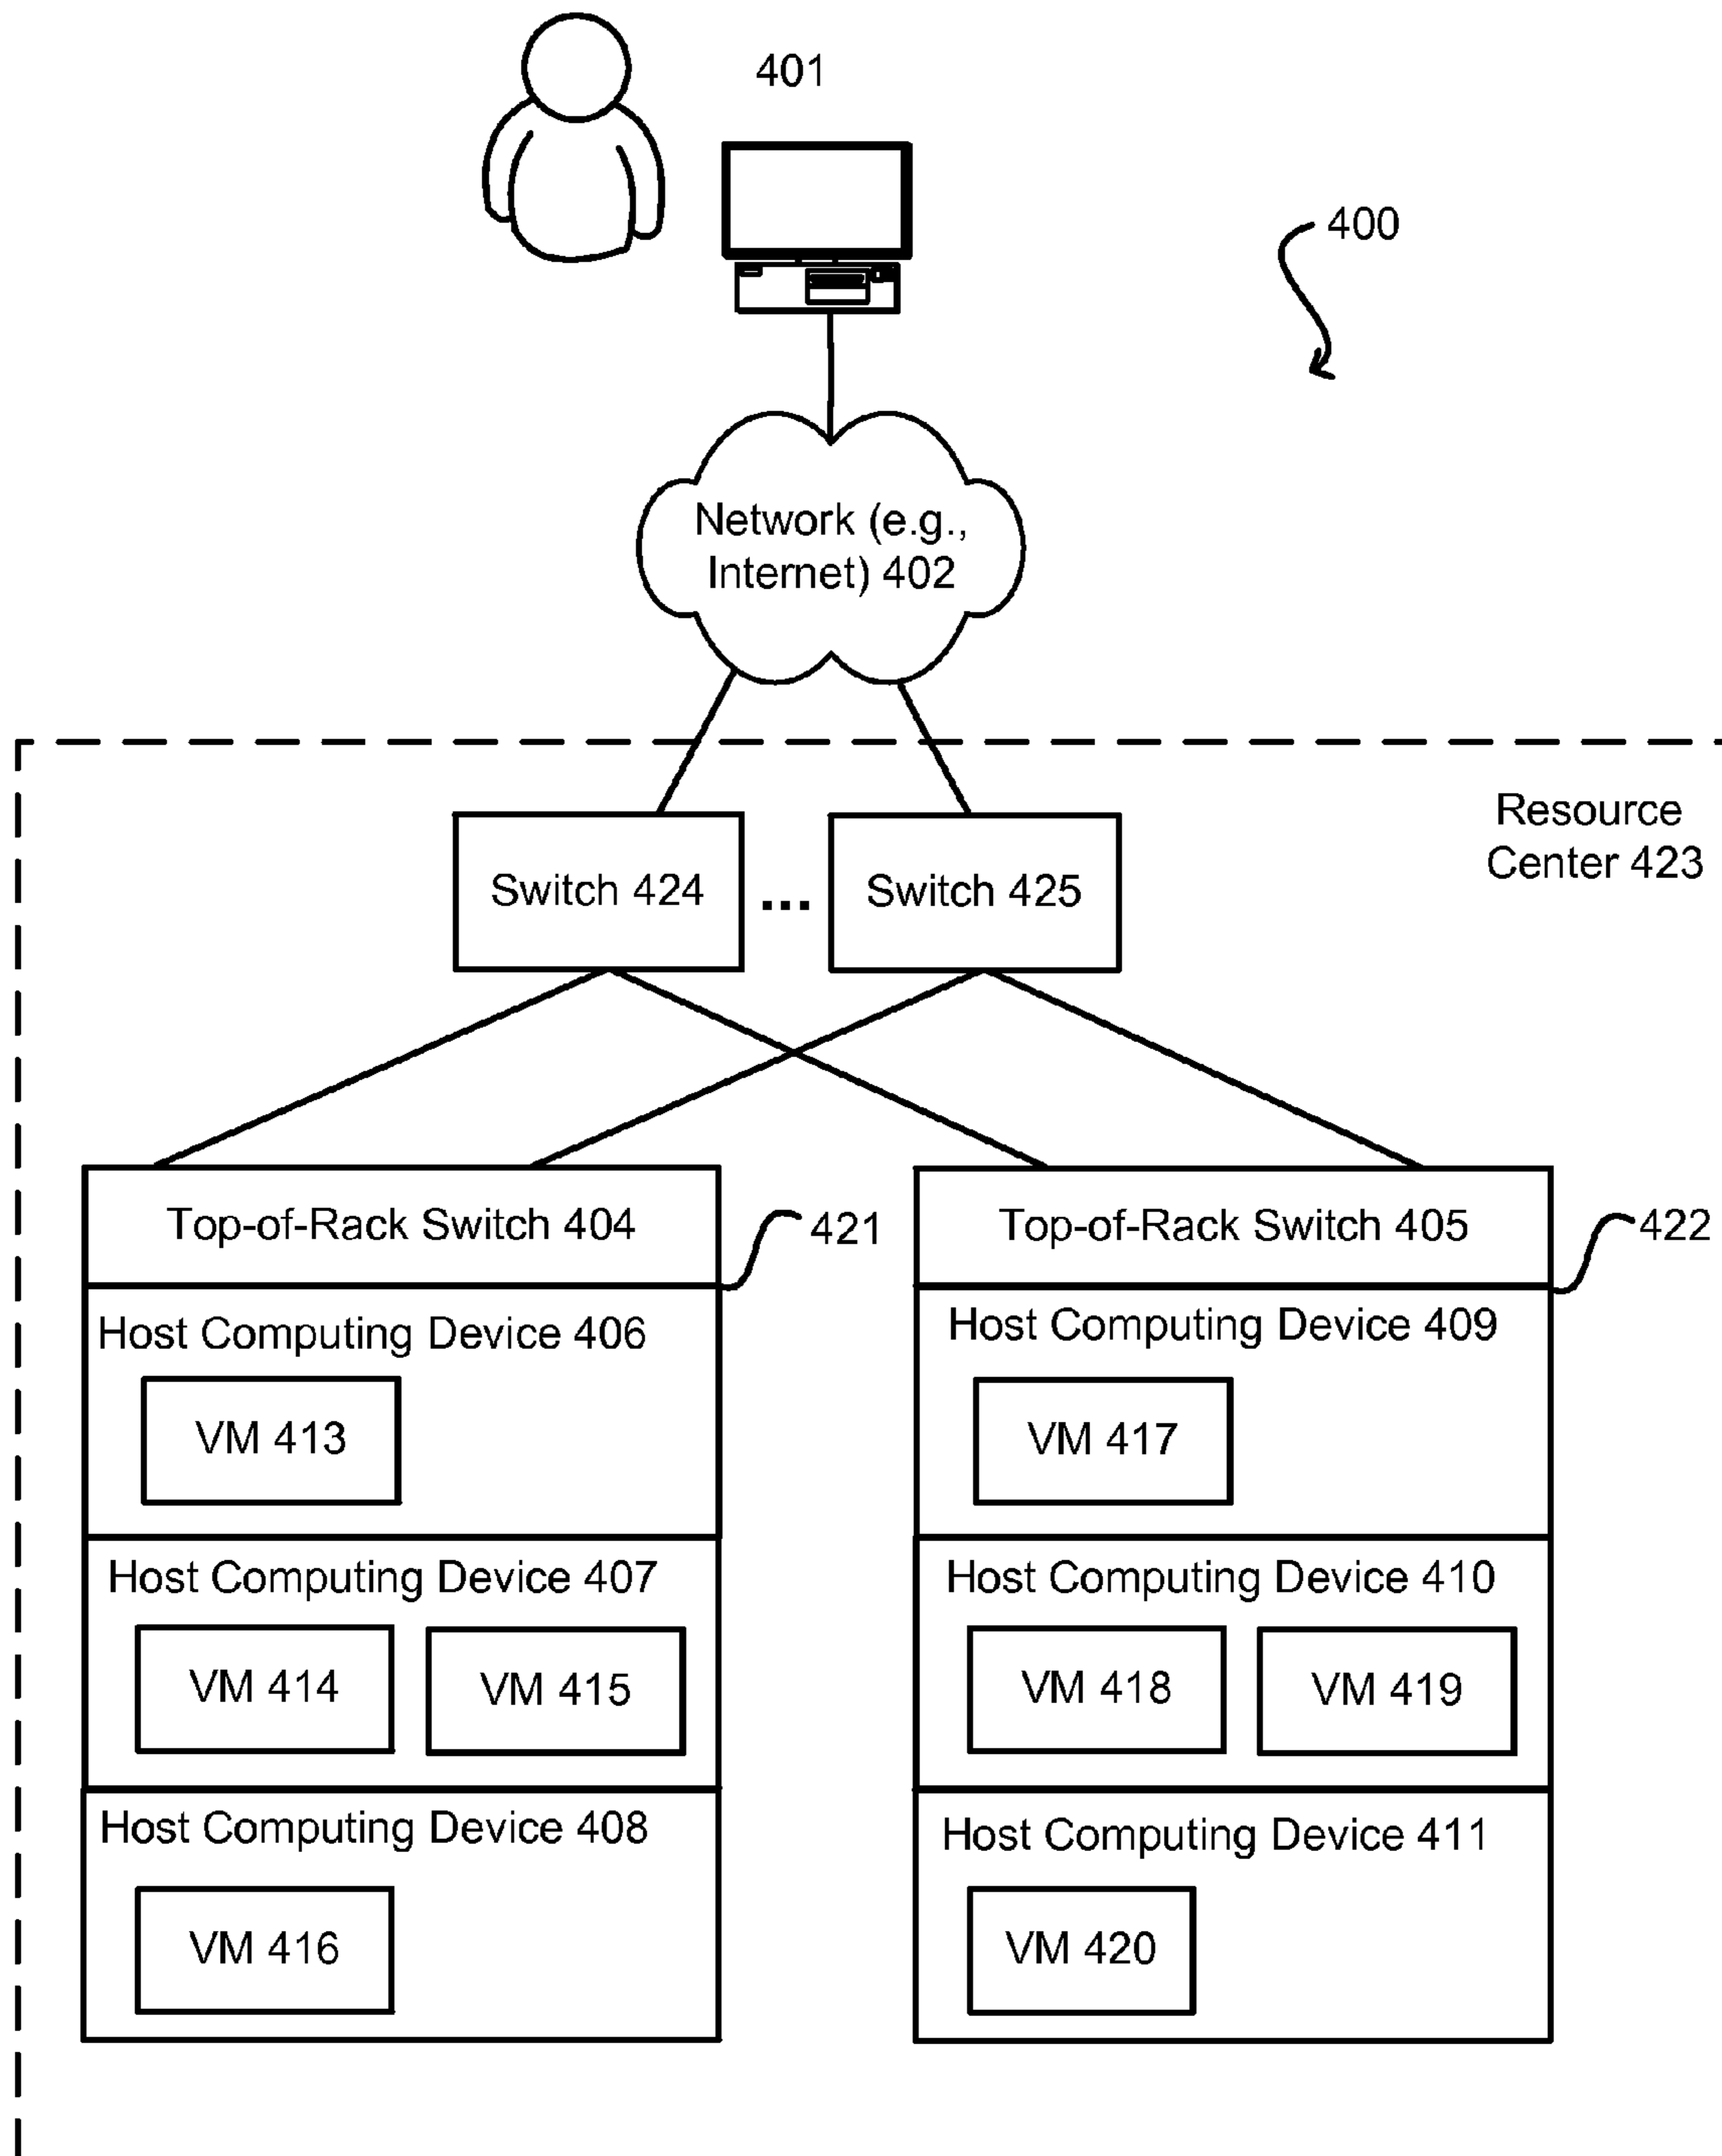 401
400
Network (e.g.,
Internet) 402
Resource
Center 423
Switch 424
...
Switch 425
Top-of-Rack Switch 404
421
Top-of-Rack Switch 405
422
Host Computing Device 406
VM 413
Host Computing Device 409
VM 417
Host Computing Device 407
VM 414
VM 415
Host Computing Device 410
VM 418
VM 419
Host Computing Device 408
VM 416
Host Computing Device 411
VM 420